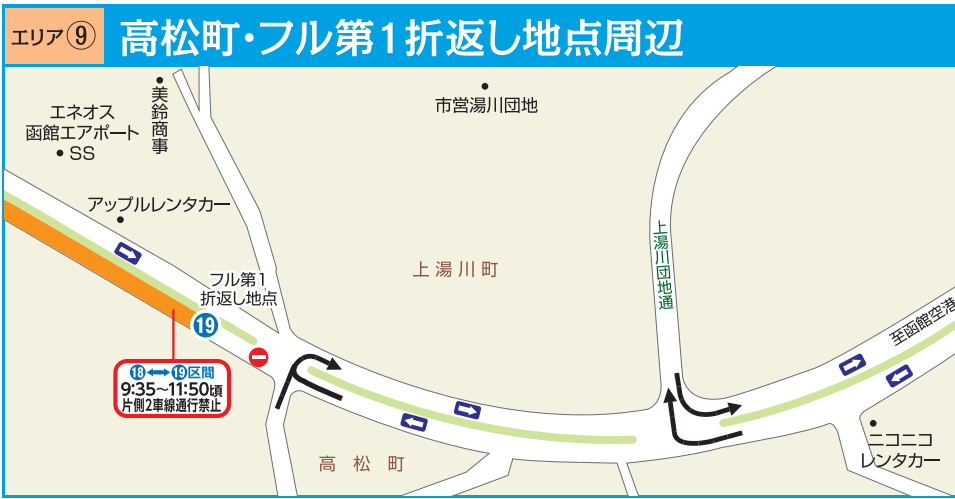 エリア⑨
高松町・フル第1折返し地点周辺
美鈴商事
エネオス
函館エアポート
SS
市営湯川団地
アップルレンタカー
上湯川町
上湯川団地通
フル第1
折返し地点
19
至函館空港
18↔19区間
9:35〜11:50頃
片側2車線通行禁止
高松町
ニコニコ
レンタカー